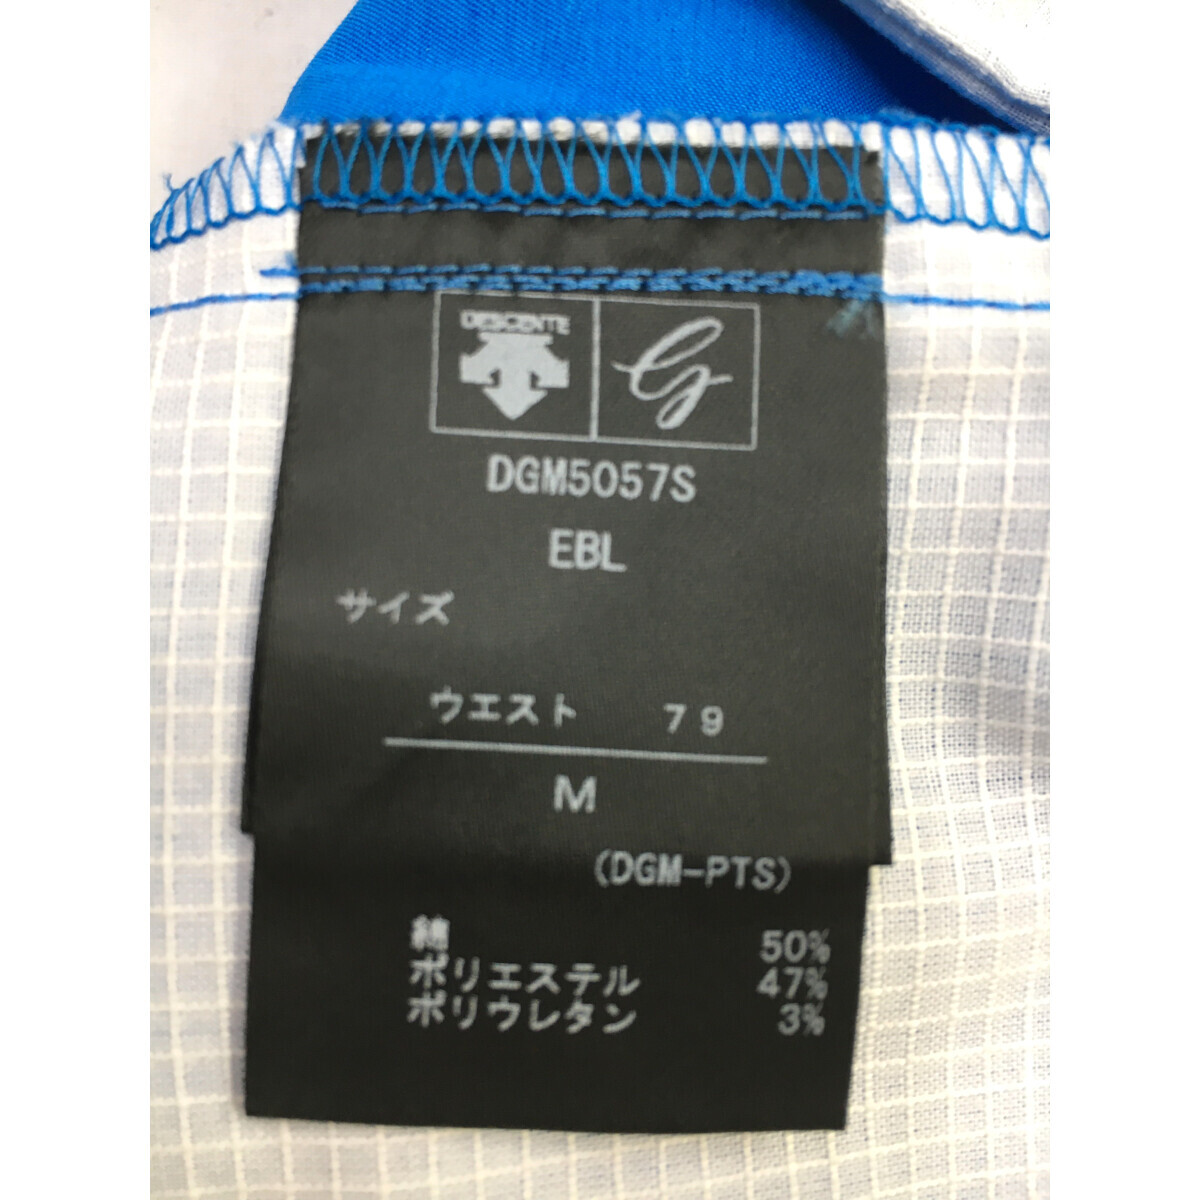 DESCENTE
DGM5057S
EBL
サイズ
ウエスト 79
M
(DGM-PTS)
綿 50%
ポリエステル 47%
ポリウレタン 3%